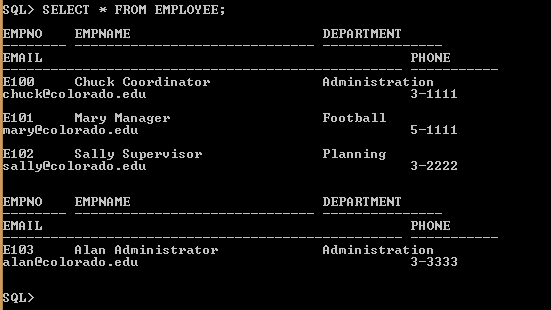 SQL> SELECT * FROM EMPLOYEE;
EMPNO EMPNAME DEPARTMENT
EMAIL PHONE
E100 Chuck Coordinator Administration
chuck@colorado.edu 3-1111
E101 Mary Manager Football
mary@colorado.edu 5-1111
E102 Sally Supervisor Planning
sally@colorado.edu 3-2222
EMPNO EMPNAME DEPARTMENT
EMAIL PHONE
E103 Alan Administrator Administration
alan@colorado.edu 3-3333
SQL>